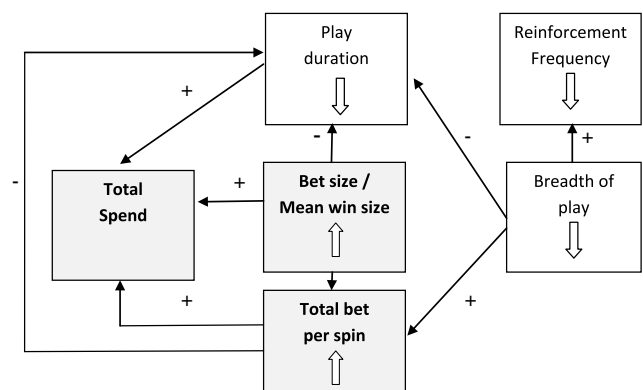 Play
duration
Reinforcement
Frequency
+
-
-
+
-
Total
Spend
+
Bet size /
Mean win size
Breadth of
play
+
Total bet
per spin
+